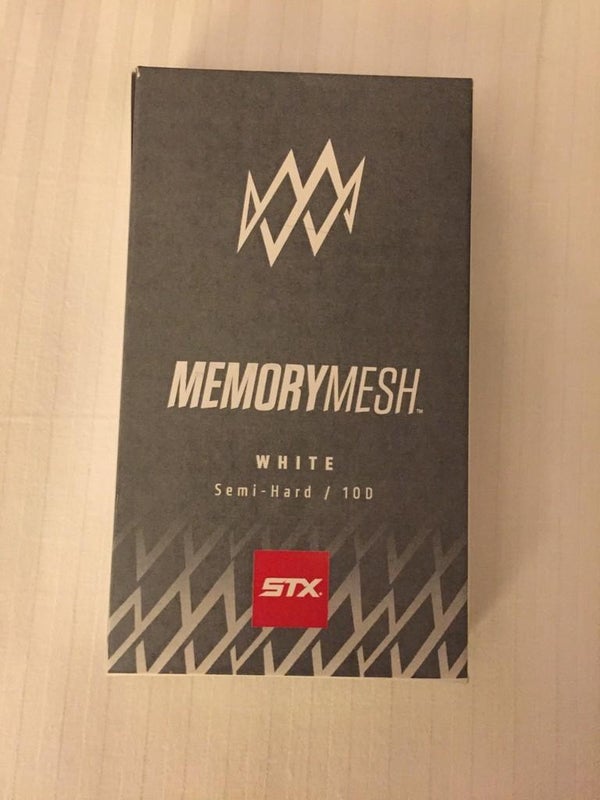 MEMORYMESH™
WHITE
Semi-Hard / 10D
STX